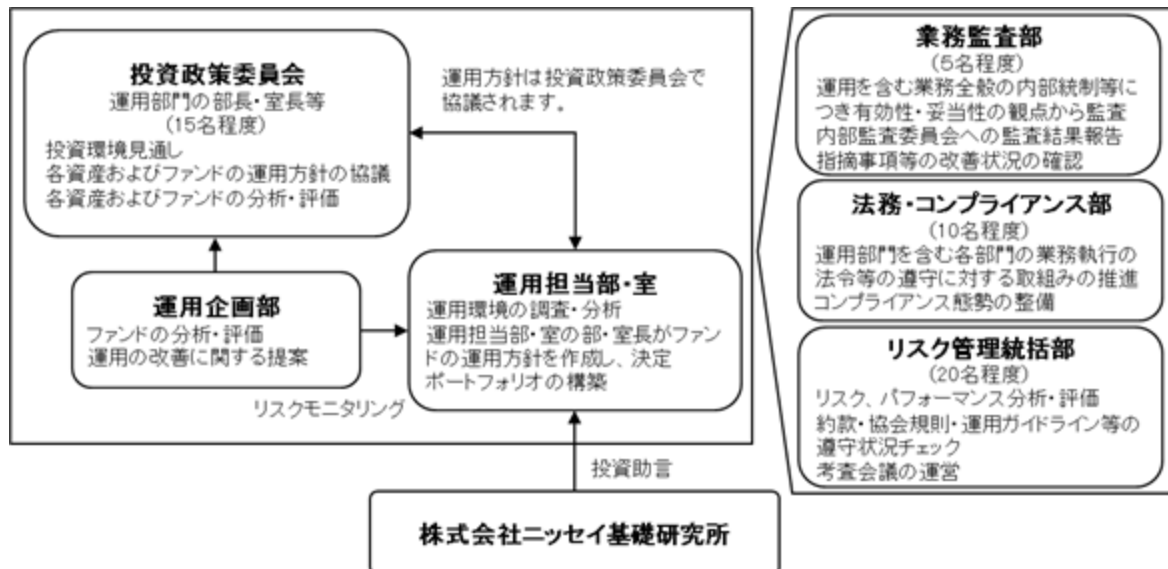 投資政策委員会
運用部門の部長・室長等
(15名程度)
投資環境見通し
各資産およびファンドの運用方針の協議
各資産およびファンドの分析・評価
運用方針は投資政策委員会で
協議されます。
運用企画部
ファンドの分析・評価
運用の改善に関する提案
リスクモニタリング
運用担当部・室
運用環境の調査・分析
運用担当部・室の部・室長がファン
ドの運用方針を作成し、決定
ポートフォリオの構築
投資助言
株式会社ニッセイ基礎研究所
業務監査部
(5名程度)
運用を含む業務全般の内部統制等に
つき有効性・妥当性の観点から監査
内部監査委員会への監査結果報告
指摘事項等の改善状況の確認
法務・コンプライアンス部
(10名程度)
運用部門を含む各部門の業務執行の
法令等の遵守に対する取組みの推進
コンプライアンス態勢の整備
リスク管理統括部
(20名程度)
リスク、パフォーマンス分析・評価
約款・協会規則・運用ガイドライン等の
遵守状況チェック
考査会議の運営